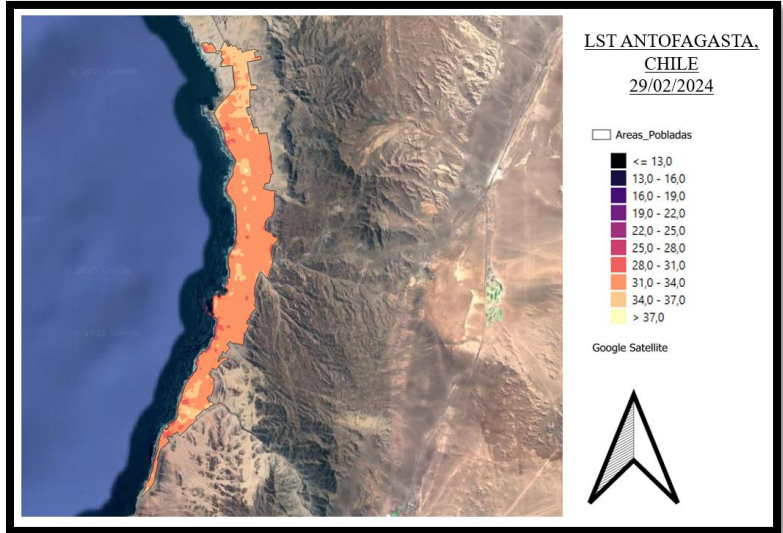 LST ANTOFAGASTA,
CHILE
29/02/2024
Areas_Pobladas
<= 13,0
13,0 - 16,0
16,0 - 19,0
19,0 - 22,0
22,0 - 25,0
25,0 - 28,0
28,0 - 31,0
31,0 - 34,0
34,0 - 37,0
> 37,0
Google Satellite